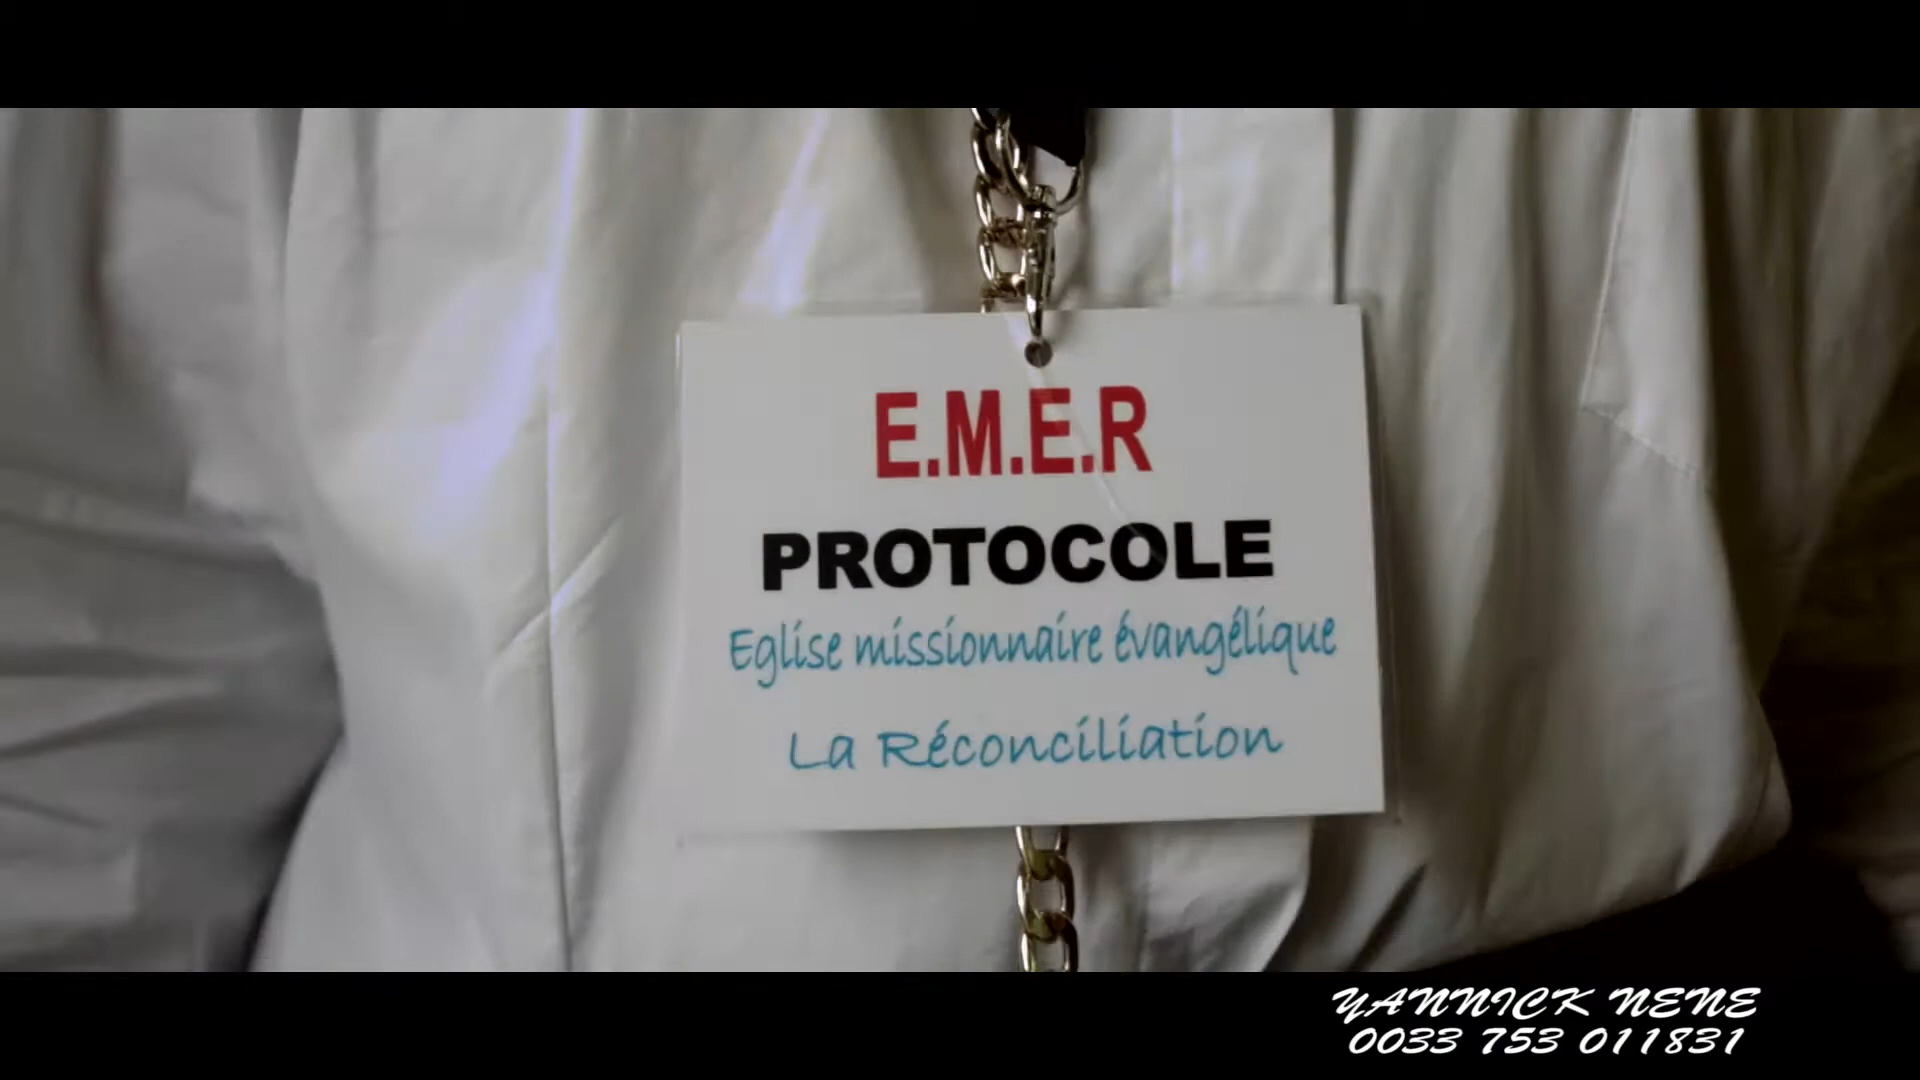 E.M.E.R
PROTOCOLE
Eglise missionnaire évangélique
La Réconciliation
YANNICK NENE
0033 753 011831